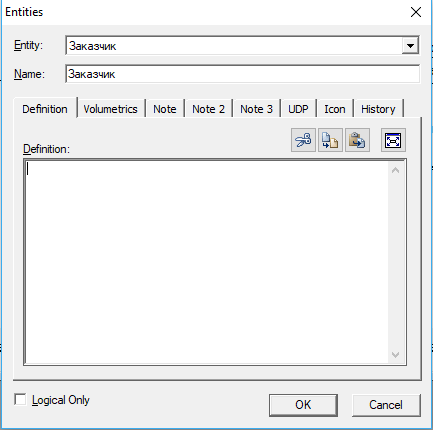 Entities
Entity: Заказчик
Name: Заказчик
Definition Volumetrics Note Note 2 Note 3 UDP Icon History
Definition:
Logical Only OK Cancel